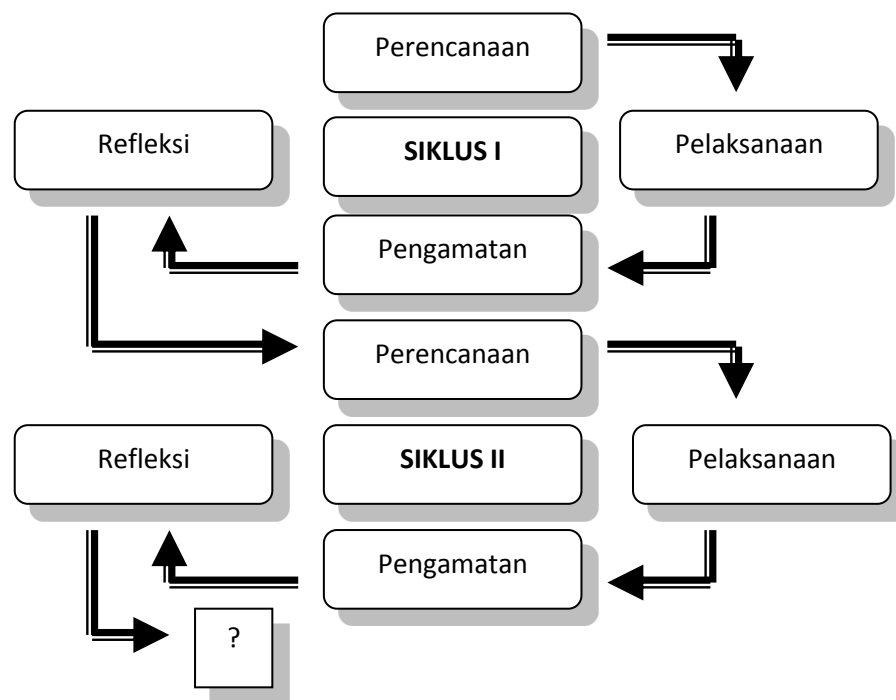 Perencanaan
Refleksi
SIKLUS I
Pelaksanaan
Pengamatan
Perencanaan
Refleksi
SIKLUS II
Pelaksanaan
Pengamatan
?